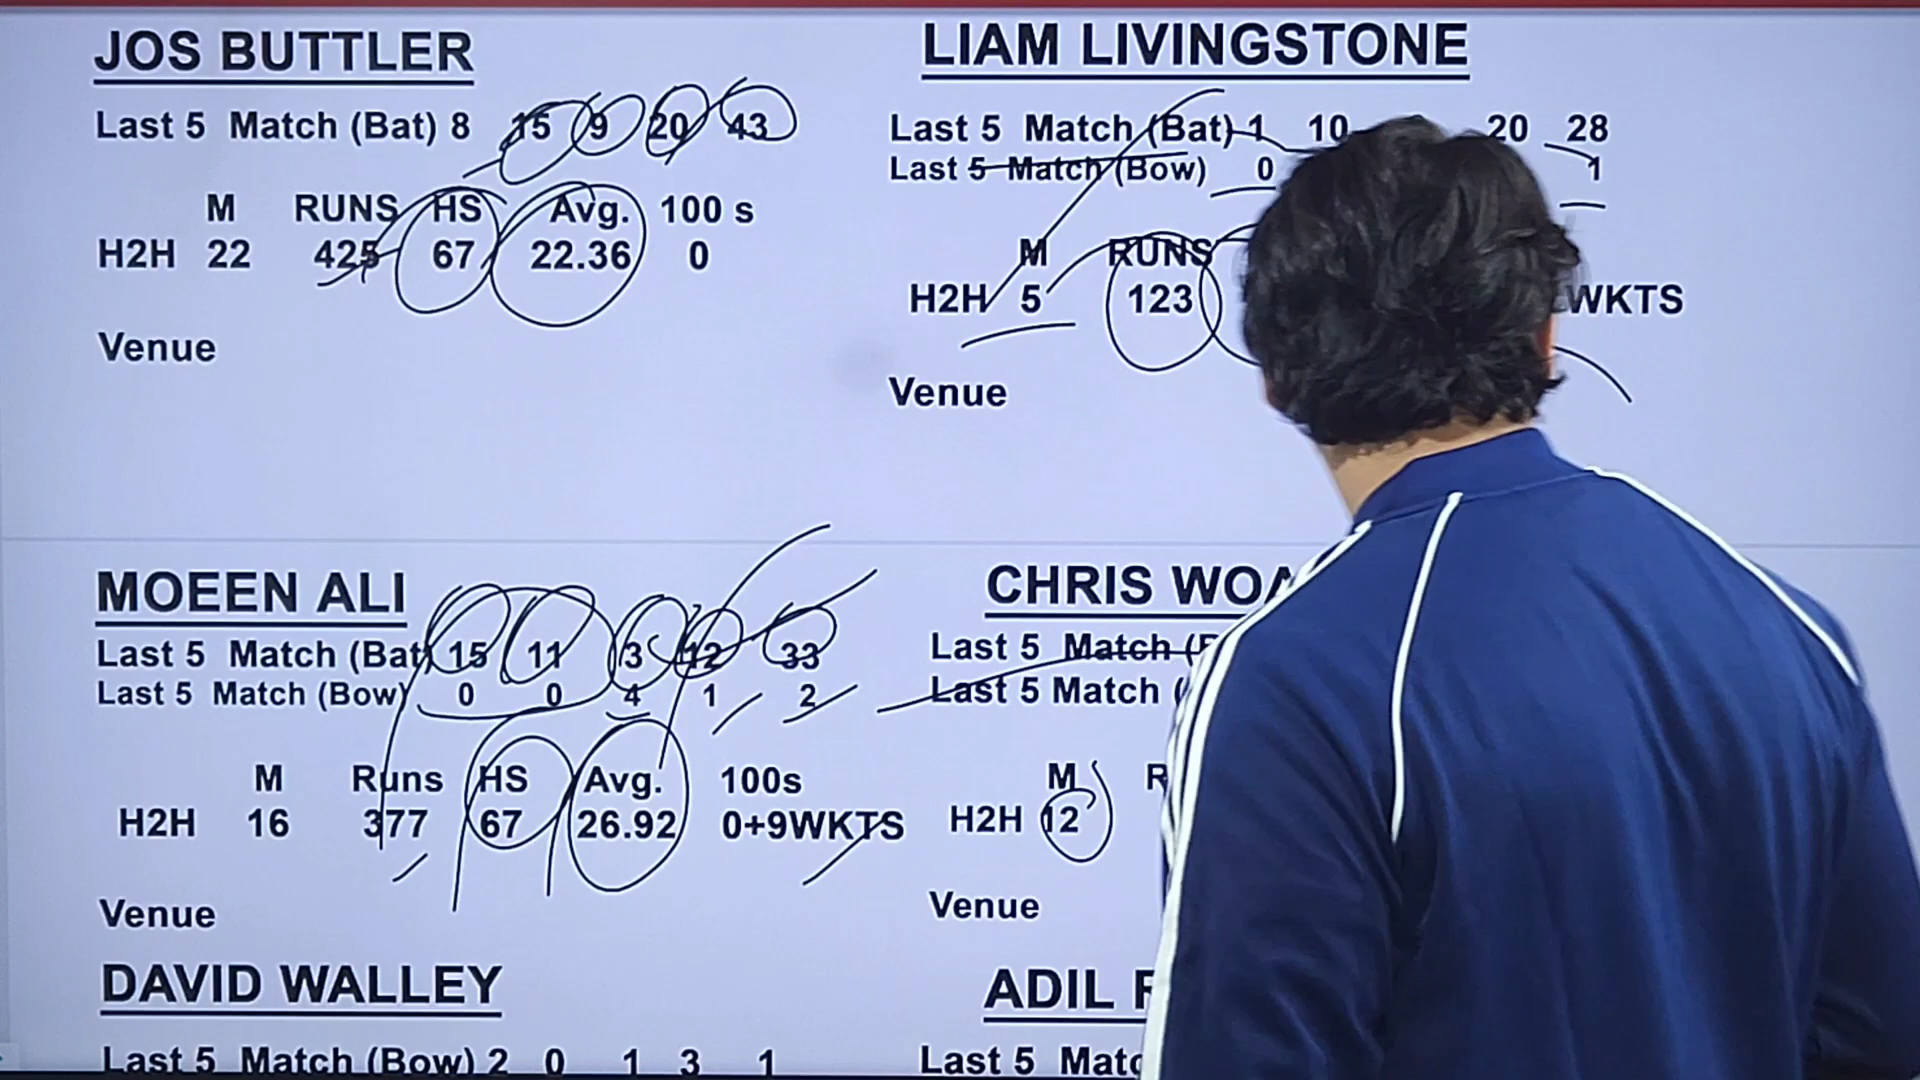 JOS BUTTLER
Last 5 Match (Bat) 8 15 9 20 43
M RUNS HS Avg. 100 s
H2H 22 425 67 22.36 0
Venue
LIAM LIVINGSTONE
Last 5 Match (Bat) 1 10 20 28
Last 5 Match (Bow) 0 1
M RUNS
H2H 5 123 WKTS
Venue
MOEEN ALI
Last 5 Match (Bat) 15 11 3 12 33
Last 5 Match (Bow) 0 0 4 1 2
M Runs HS Avg. 100s
H2H 16 377 67 26.92 0+9WKTS
Venue
CHRIS
Last 5 Match
Last 5 Match
M
H2H 12
Venue
DAVID WALLEY
Last 5 Match (Bow) 2 0 1 3 1
ADIL
Last 5